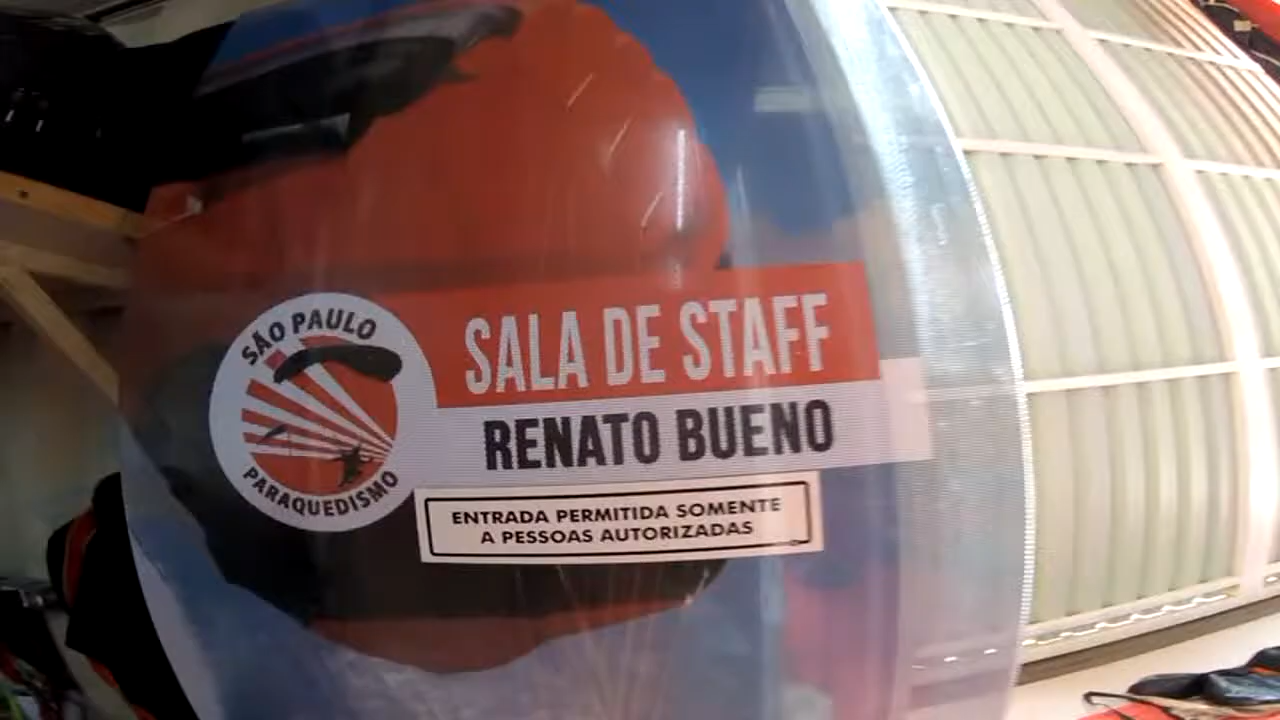 SÃO PAULO
PARAQUEDISMO
SALA DE STAFF
RENATO BUENO
ENTRADA PERMITIDA SOMENTE
A PESSOAS AUTORIZADAS